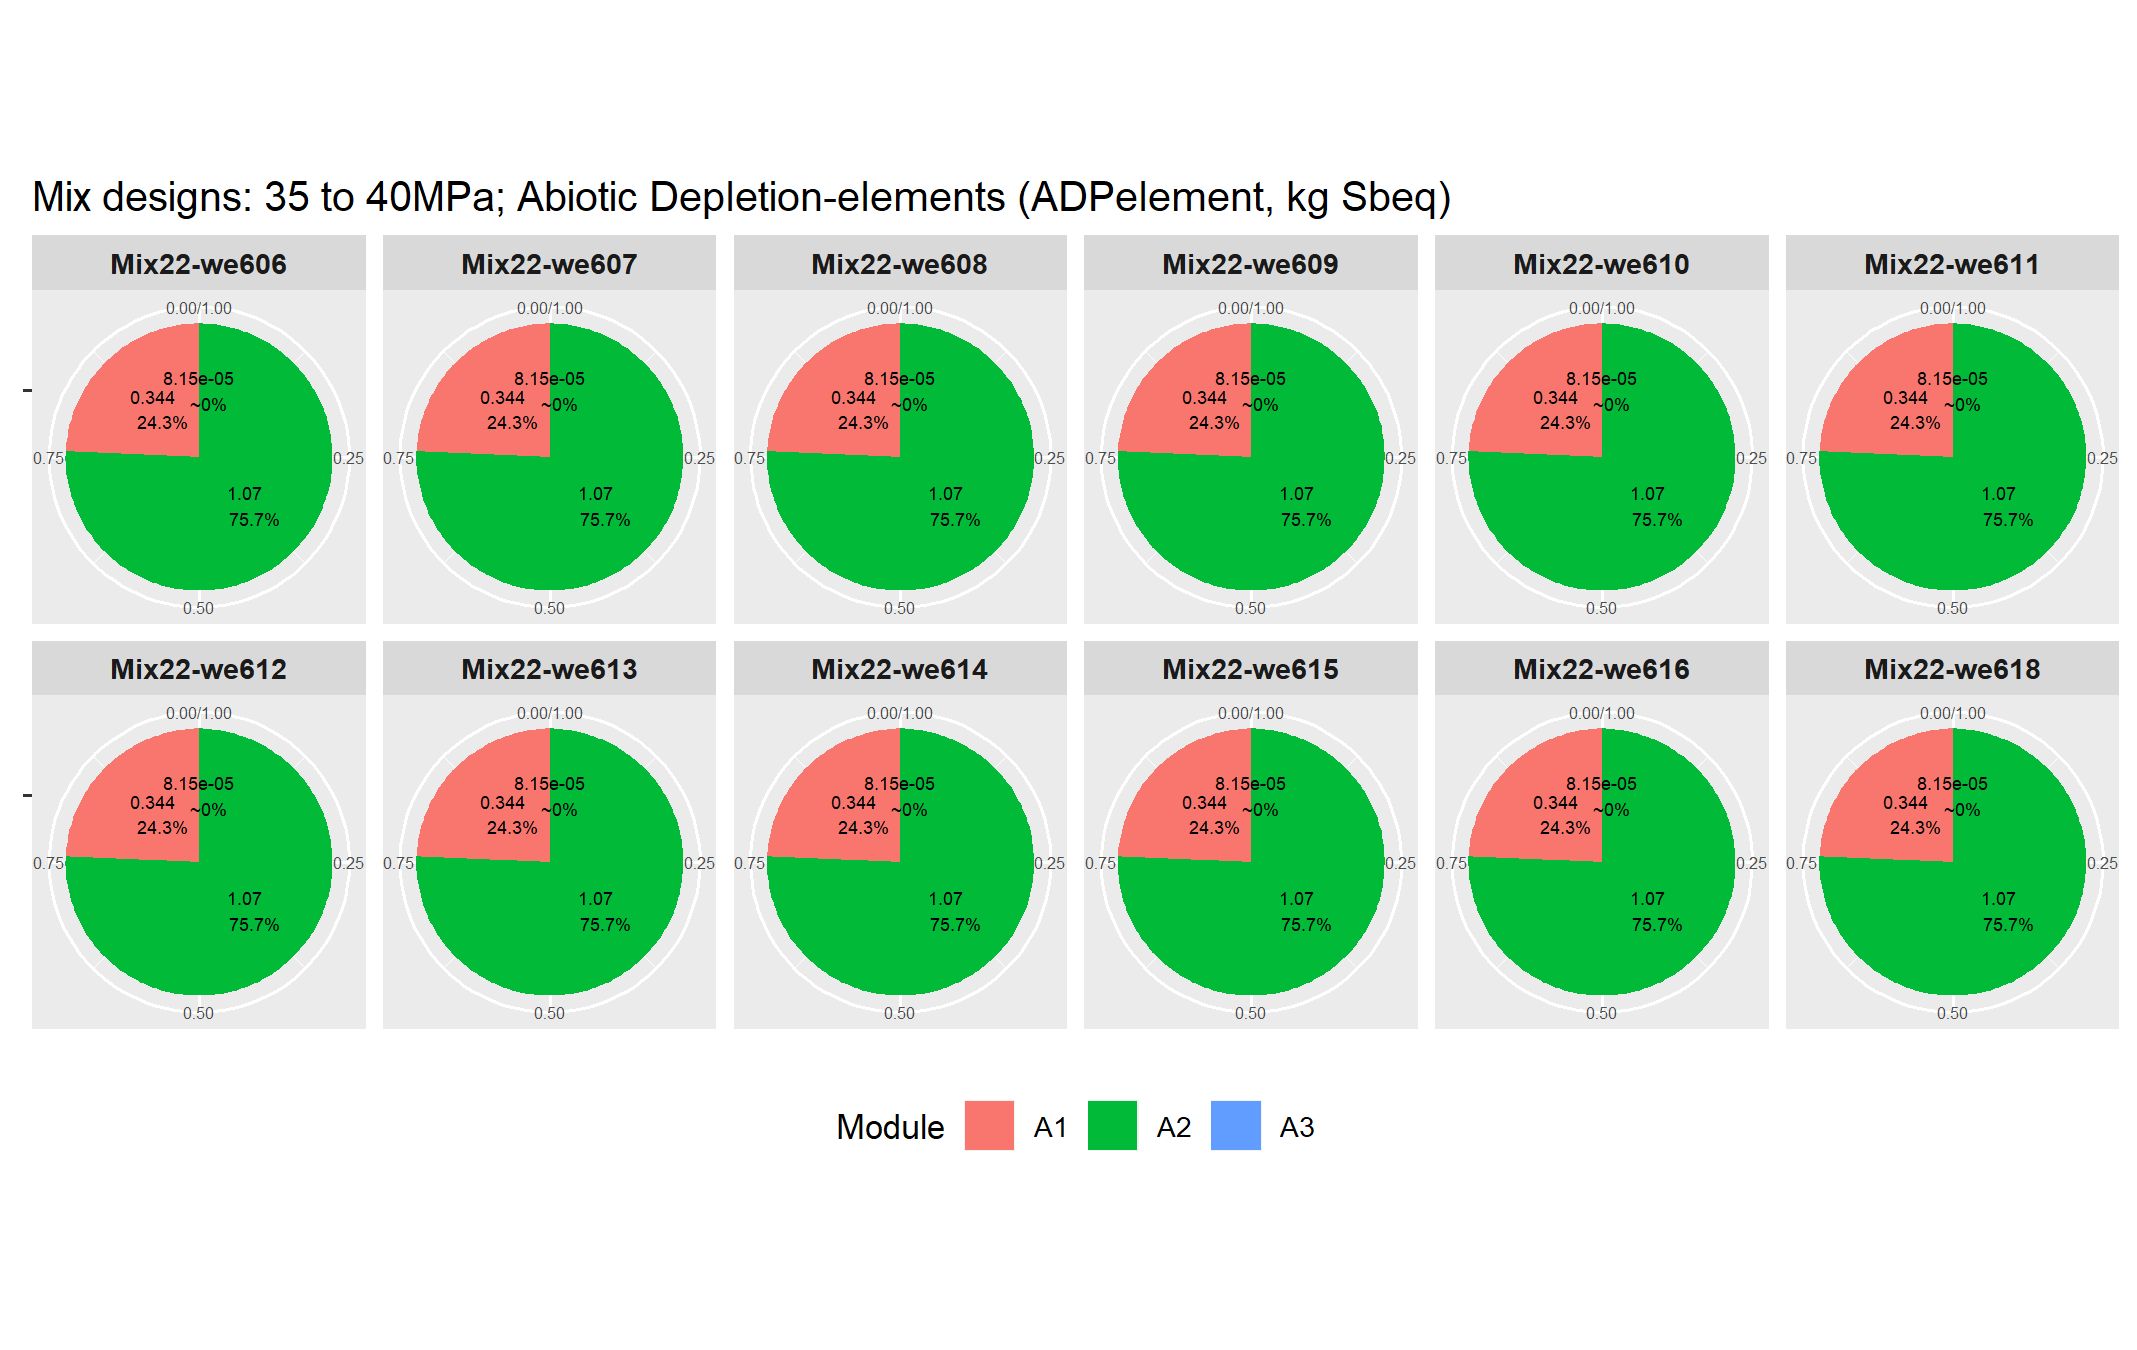 Mix designs: 35 to 40MPa; Abiotic Depletion-elements (ADPelement, kg Sbeq)
Mix22-we606 Mix22-we607 Mix22-we608 Mix22-we609 Mix22-we610 Mix22-we611
0.00/1.00 0.00/1.00 0.00/1.00 0.00/1.00 0.00/1.00 0.00/1.00
8.15e-05 8.15e-05 8.15e-05 8.15e-05 8.15e-05 8.15e-05
0.344 ~0% 0.344 ~0% 0.344 ~0% 0.344 ~0% 0.344 ~0% 0.344 ~0%
24.3% 24.3% 24.3% 24.3% 24.3% 24.3%
0.75 0.25 0.75 0.25 0.75 0.25 0.75 0.25 0.75 0.25 0.75 0.25
1.07 1.07 1.07 1.07 1.07 1.07
75.7% 75.7% 75.7% 75.7% 75.7% 75.7%
0.50 0.50 0.50 0.50 0.50 0.50
Mix22-we612 Mix22-we613 Mix22-we614 Mix22-we615 Mix22-we616 Mix22-we618
0.00/1.00 0.00/1.00 0.00/1.00 0.00/1.00 0.00/1.00 0.00/1.00
8.15e-05 8.15e-05 8.15e-05 8.15e-05 8.15e-05 8.15e-05
0.344 ~0% 0.344 ~0% 0.344 ~0% 0.344 ~0% 0.344 ~0% 0.344 ~0%
24.3% 24.3% 24.3% 24.3% 24.3% 24.3%
0.75 0.25 0.75 0.25 0.75 0.25 0.75 0.25 0.75 0.25 0.75 0.25
1.07 1.07 1.07 1.07 1.07 1.07
75.7% 75.7% 75.7% 75.7% 75.7% 75.7%
0.50 0.50 0.50 0.50 0.50 0.50
Module A1 A2 A3